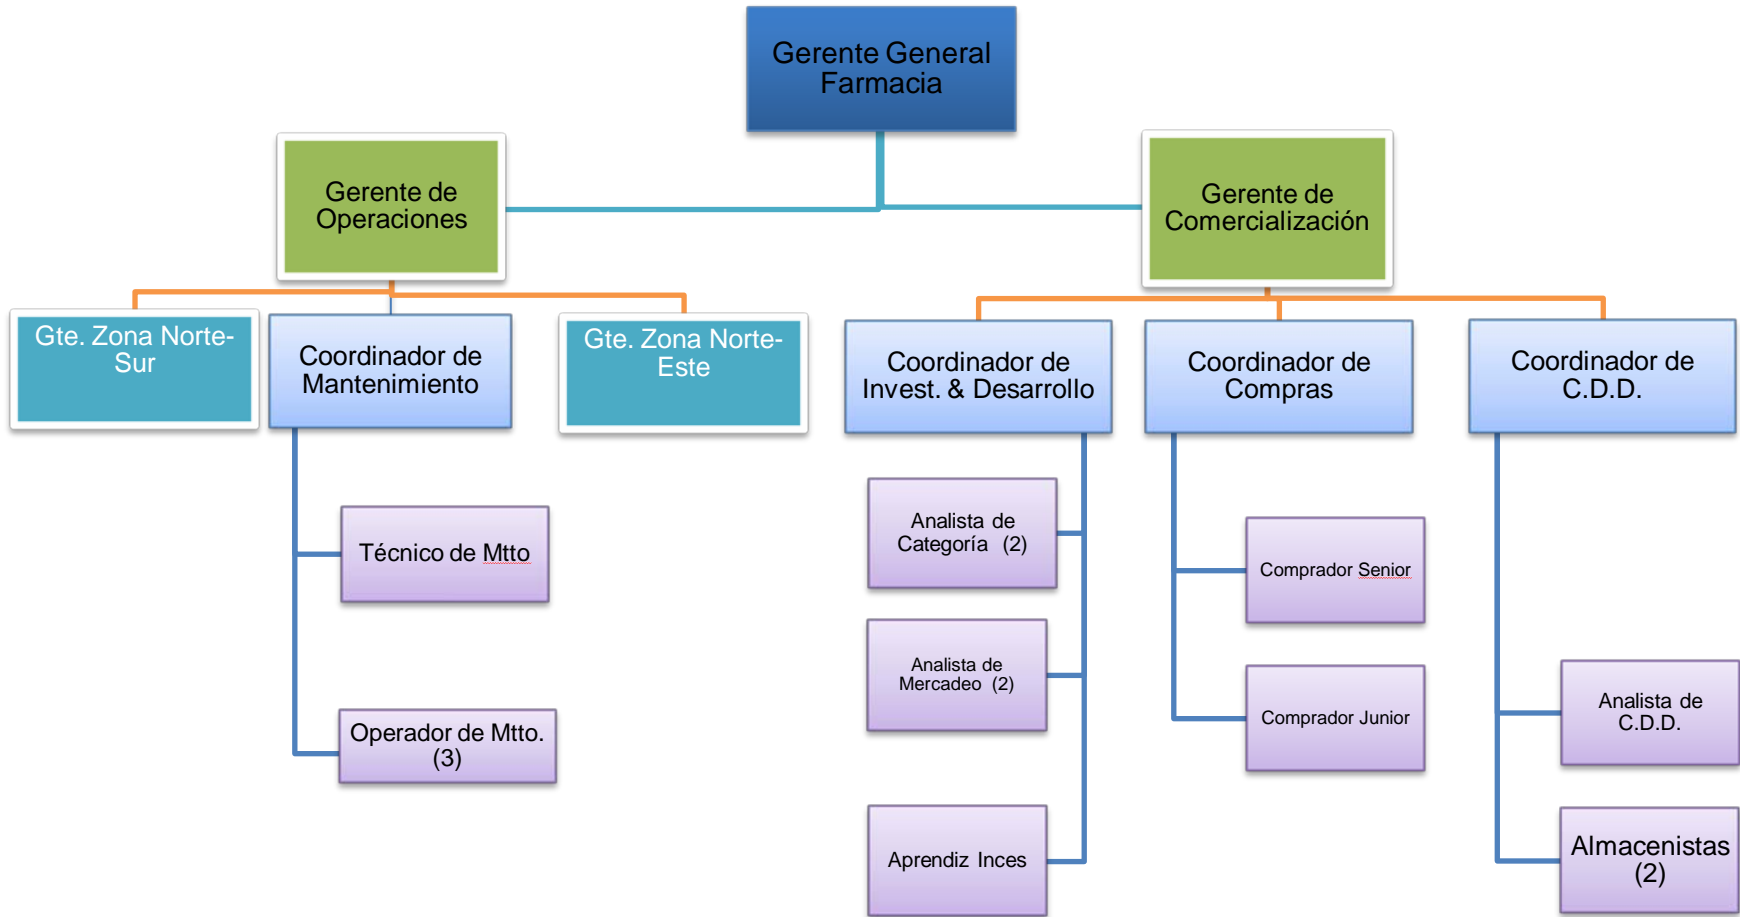 Gerente General
Farmacia
Gerente de
Operaciones
Gerente de
Comercialización
Gte. Zona Norte-
Sur
Coordinador de
Mantenimiento
Gte. Zona Norte-
Este
Coordinador de
Invest. & Desarrollo
Coordinador de
Compras
Coordinador de
C.D.D.
Técnico de Mtto
Operador de Mtto.
(3)
Analista de
Categoría (2)
Analista de
Mercadeo (2)
Aprendiz Inces
Comprador Senior
Comprador Junior
Analista de
C.D.D.
Almacenistas
(2)